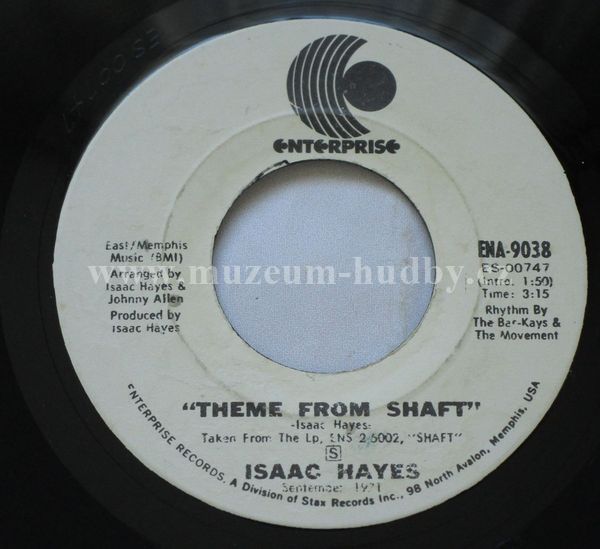 ENTERPRISE
East/Memphis
Music (BMI)
Arranged by
Isaac Hayes &
Johnny Allen
Produced by
Isaac Hayes
ENA-9038
ES-00747
(Intro. 1:50)
Time: 3:15
Rhythm By
The Bar-Kays &
The Movement
www.muzeum-hudby.
"THEME FROM SHAFT"
-Isaac Hayes-
Taken From The Lp, ENS 2-5002, "SHAFT"
S
ISAAC HAYES
September 1971
ENTERPRISE RECORDS, A Division of Stax Records Inc., 98 North Avalon, Memphis, USA